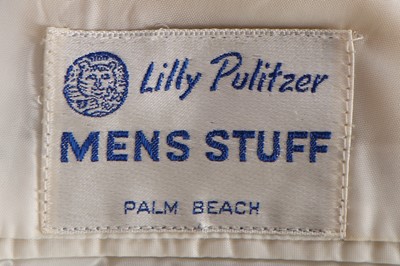 Lilly Pulitzer
MENS STUFF
PALM BEACH